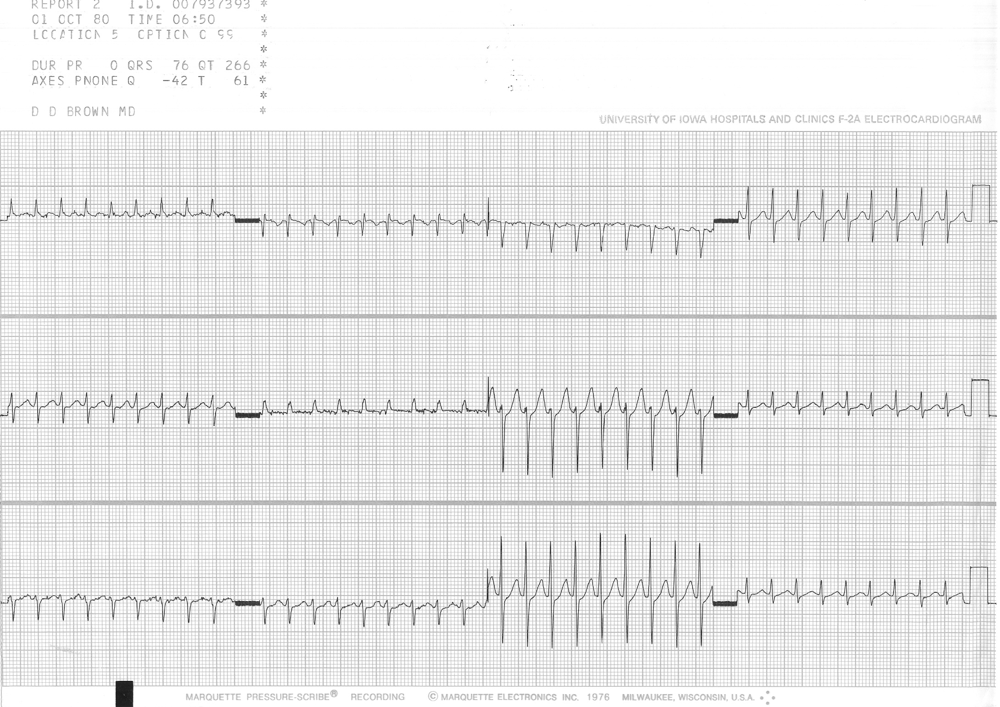 REPORT 2 I.D. 007937393 *
01 OCT 80 TIME 06:50 *
LCCATICN 5 CPTICN C 99 *
*
DUR PR 0 QRS 76 QT 266 *
AXES PNONE Q -42 T 61 *
*
D D BROWN MD *
UNIVERSITY OF IOWA HOSPITALS AND CLINICS F-2A ELECTROCARDIOGRAM
MARQUETTE PRESSURE-SCRIBE® RECORDING © MARQUETTE ELECTRONICS INC. 1976 MILWAUKEE, WISCONSIN, U.S.A.